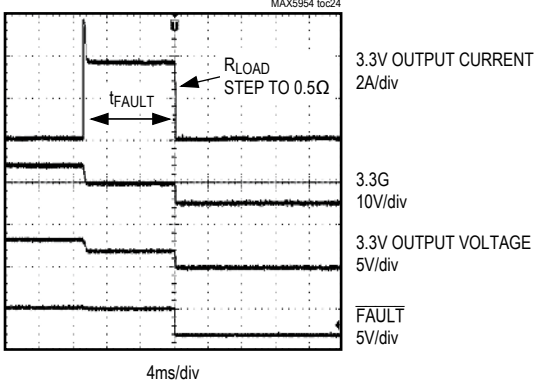 MAX5954 toc24
RLOAD
STEP TO 0.5Ω
tFAULT
3.3V OUTPUT CURRENT
2A/div
3.3G
10V/div
3.3V OUTPUT VOLTAGE
5V/div
FAULT
5V/div
4ms/div